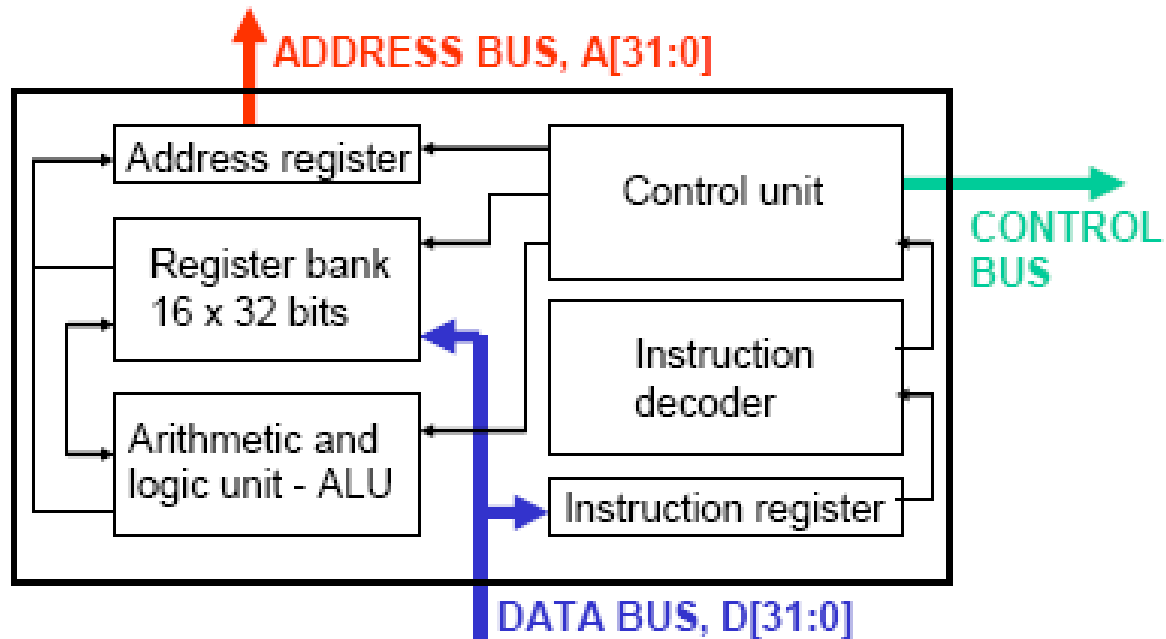 ADDRESS BUS, A[31:0]
Address register
Control unit
CONTROL
BUS
Register bank
16 x 32 bits
Instruction
decoder
Arithmetic and
logic unit - ALU
Instruction register
DATA BUS, D[31:0]